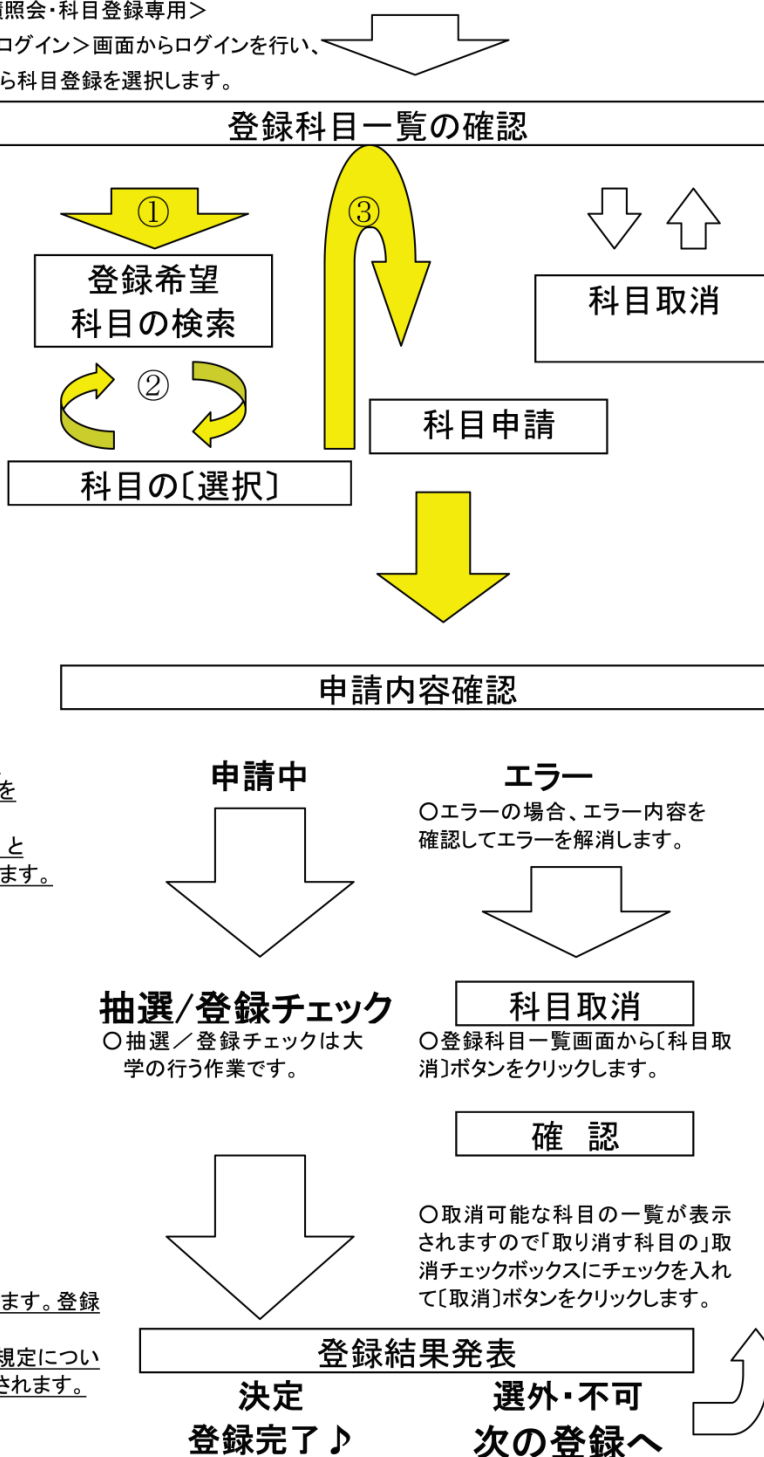 績照会・科目登録専用>
ログイン>画面からログインを行い、
ら科目登録を選択します。
登録科目一覧の確認
①
③
登録希望
科目の検索
科目取消
②
科目申請
科目の〔選択〕
申請内容確認
申請中
エラー
を
○エラーの場合、エラー内容を
確認してエラーを解消します。
と
ます。
抽選/登録チェック
○抽選／登録チェックは大
学の行う作業です。
科目取消
○登録科目一覧画面から〔科目取
消〕ボタンをクリックします。
確 認
○取消可能な科目の一覧が表示
されますので「取り消す科目の」取
消チェックボックスにチェックを入れ
て〔取消〕ボタンをクリックします。
ます。登録
規定につい
されます。
登録結果発表
決定
登録完了♪
選外・不可
次の登録へ